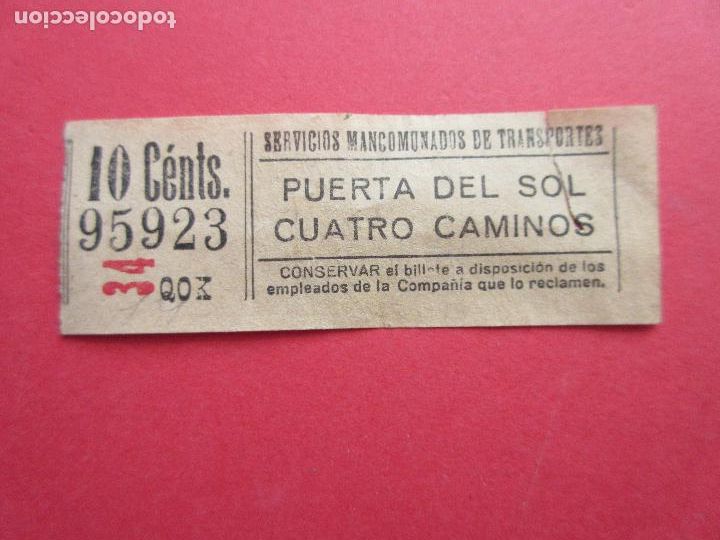 todocoleccion
10 Cénts.
95923
34
QOX
SERVICIOS MANCOMUNADOS DE TRANSPORTES
PUERTA DEL SOL
CUATRO CAMINOS
CONSERVAR el billete a disposición de los
empleados de la Compañía que lo reclamen.